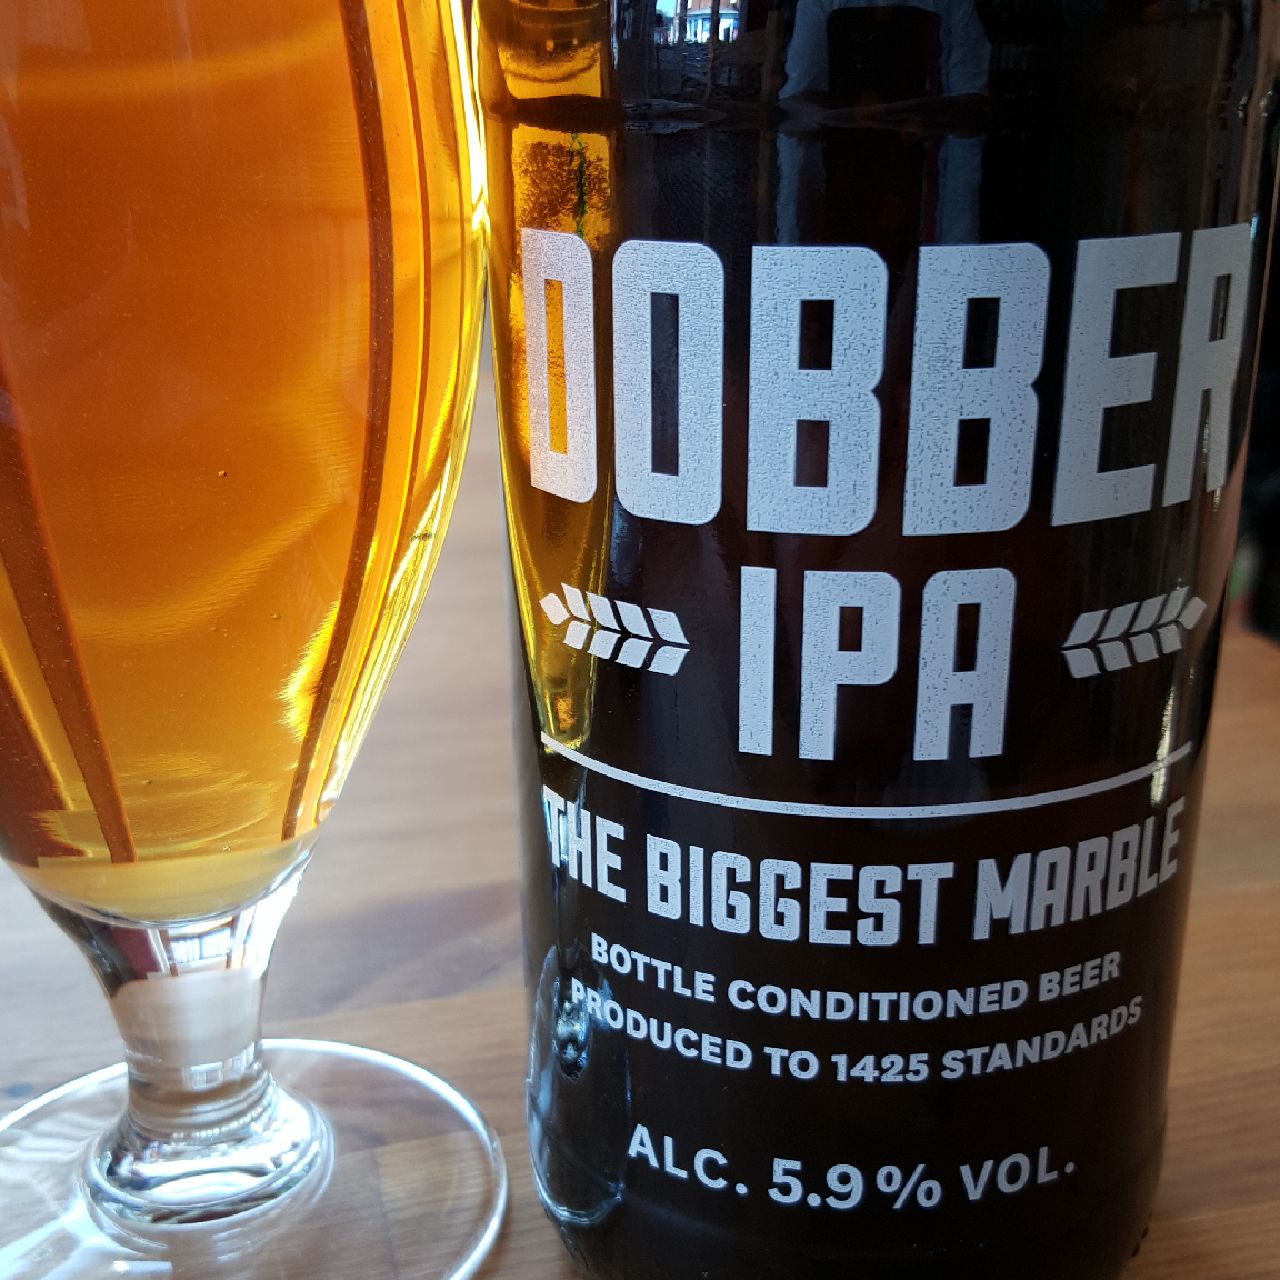 DOBBER
IPA
THE BIGGEST MARBLE
BOTTLE CONDITIONED BEER
PRODUCED TO 1425 STANDARDS
ALC. 5.9% VOL.